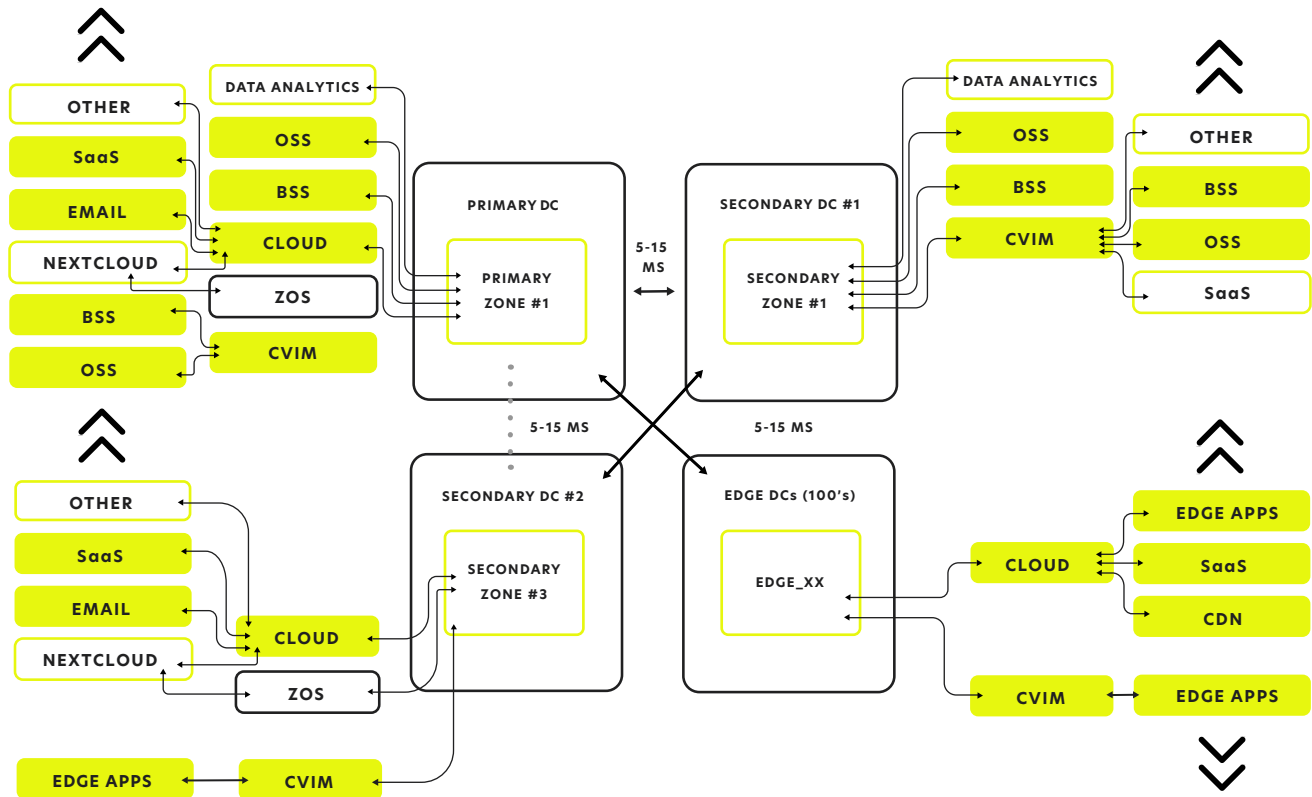 OTHER
SaaS
EMAIL
NEXTCLOUD
BSS
OSS
DATA ANALYTICS
OSS
BSS
CLOUD
ZOS
CVIM
PRIMARY DC
PRIMARY
ZONE #1
5-15
MS
SECONDARY DC #1
SECONDARY
ZONE #1
DATA ANALYTICS
OSS
BSS
CVIM
OTHER
BSS
OSS
SaaS
5-15 MS
5-15 MS
OTHER
SaaS
EMAIL
NEXTCLOUD
CLOUD
ZOS
EDGE APPS
CVIM
SECONDARY DC #2
SECONDARY
ZONE #3
EDGE DCs (100's)
EDGE_XX
CLOUD
CVIM
EDGE APPS
SaaS
CDN
EDGE APPS